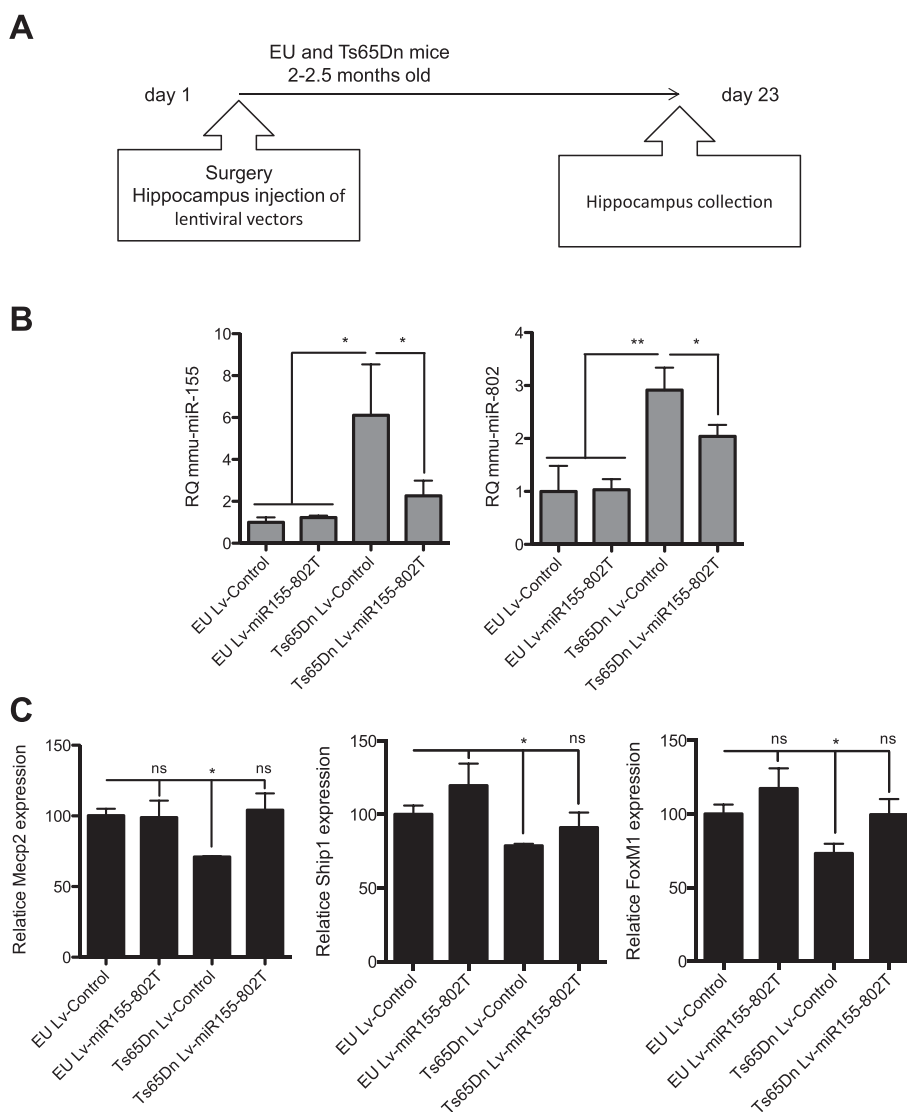 A
EU and Ts65Dn mice
2-2.5 months old
day 1
day 23
Surgery
Hippocampus injection of
lentiviral vectors
Hippocampus collection
B
RQ mmu-miR-155
10
8
6
4
2
0
*
*
EU Lv-Control
EU Lv-miR155-802T
Ts65Dn Lv-Control
Ts65Dn Lv-miR155-802T
RQ mmu-miR-802
4
3
2
1
0
**
*
EU Lv-Control
EU Lv-miR155-802T
Ts65Dn Lv-Control
Ts65Dn Lv-miR155-802T
C
Relatice Mecp2 expression
150
100
50
0
ns
*
ns
EU Lv-Control
EU Lv-miR155-802T
Ts65Dn Lv-Control
Ts65Dn Lv-miR155-802T
Relatice Ship1 expression
150
100
50
0
*
ns
EU Lv-Control
EU Lv-miR155-802T
Ts65Dn Lv-Control
Ts65Dn Lv-miR155-802T
Relatice FoxM1 expression
150
100
50
0
ns
*
ns
EU Lv-Control
EU Lv-miR155-802T
Ts65Dn Lv-Control
Ts65Dn Lv-miR155-802T